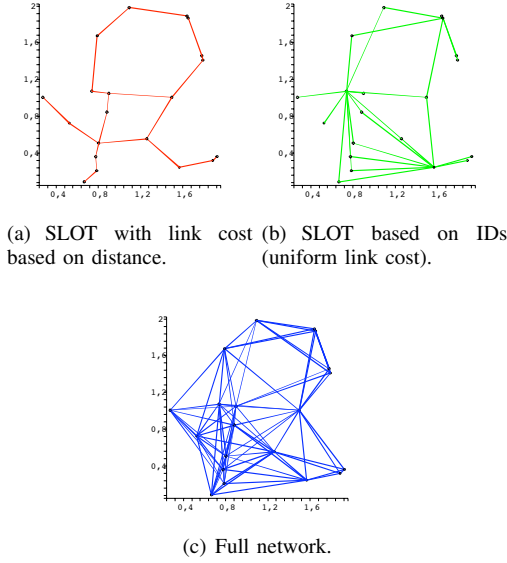 2
1,6
1,2
0,8
0,4
0,4 0,8 1,2 1,6
2
1,6
1,2
0,8
0,4
0,4 0,8 1,2 1,6
(a) SLOT with link cost
based on distance.
(b) SLOT based on IDs
(uniform link cost).
2
1,6
1,2
0,8
0,4
0,4 0,8 1,2 1,6
(c) Full network.